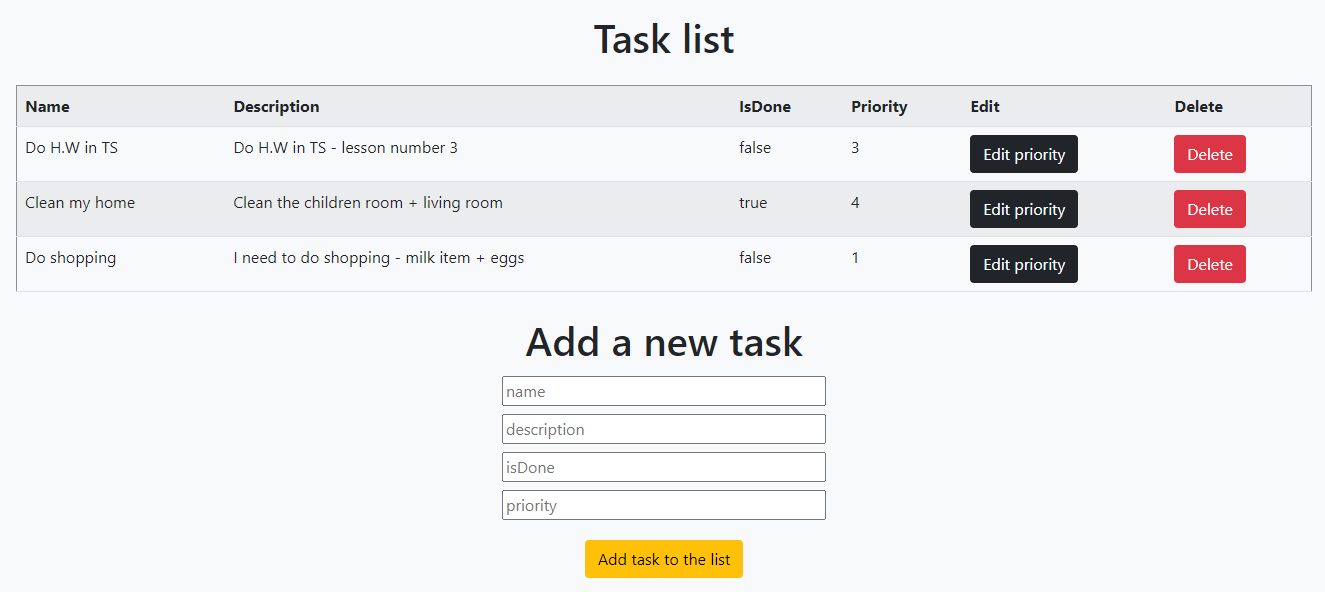 Task list
Name Description IsDone Priority Edit Delete
Do H.W in TS Do H.W in TS - lesson number 3 false 3 Edit priority Delete
Clean my home Clean the children room + living room true 4 Edit priority Delete
Do shopping I need to do shopping - milk item + eggs false 1 Edit priority Delete
Add a new task
name
description
isDone
priority
Add task to the list